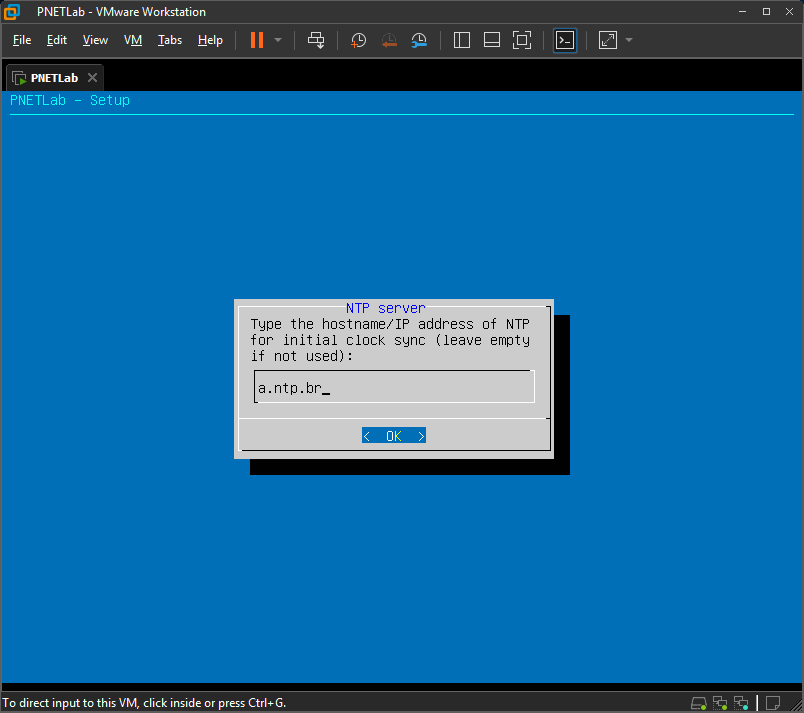 PNETLab - VMware Workstation
File Edit View VM Tabs Help
PNETLab
PNETLab - Setup
NTP server
Type the hostname/IP address of NTP
for initial clock sync (leave empty
if not used):
a.ntp.br_
< OK >
To direct input to this VM, click inside or press Ctrl+G.